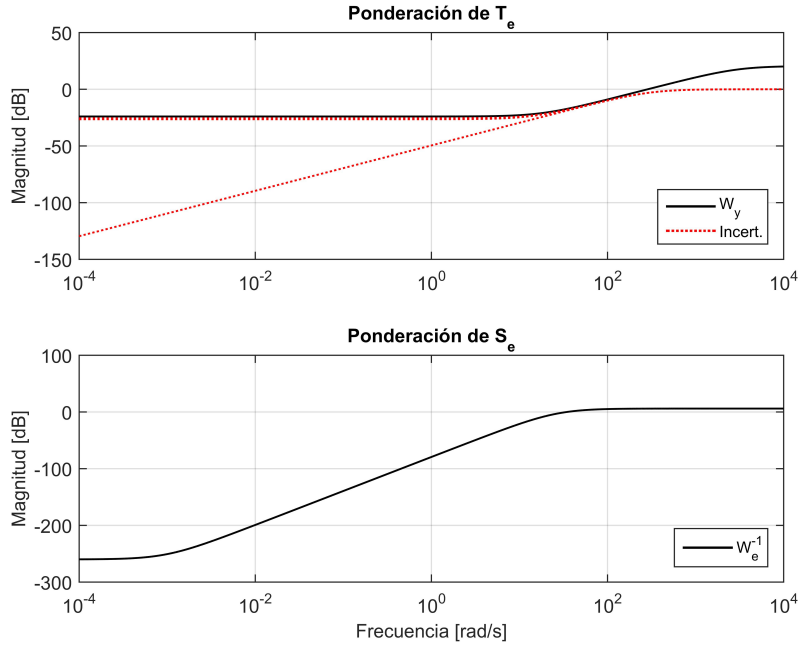 Ponderación de T_e
Magnitud [dB]
50
0
-50
-100
-150
10^-4
10^-2
10^0
10^2
10^4
W_y
Incert.
Ponderación de S_e
Magnitud [dB]
100
0
-100
-200
-300
10^-4
10^-2
10^0
10^2
10^4
W_e^-1
Frecuencia [rad/s]